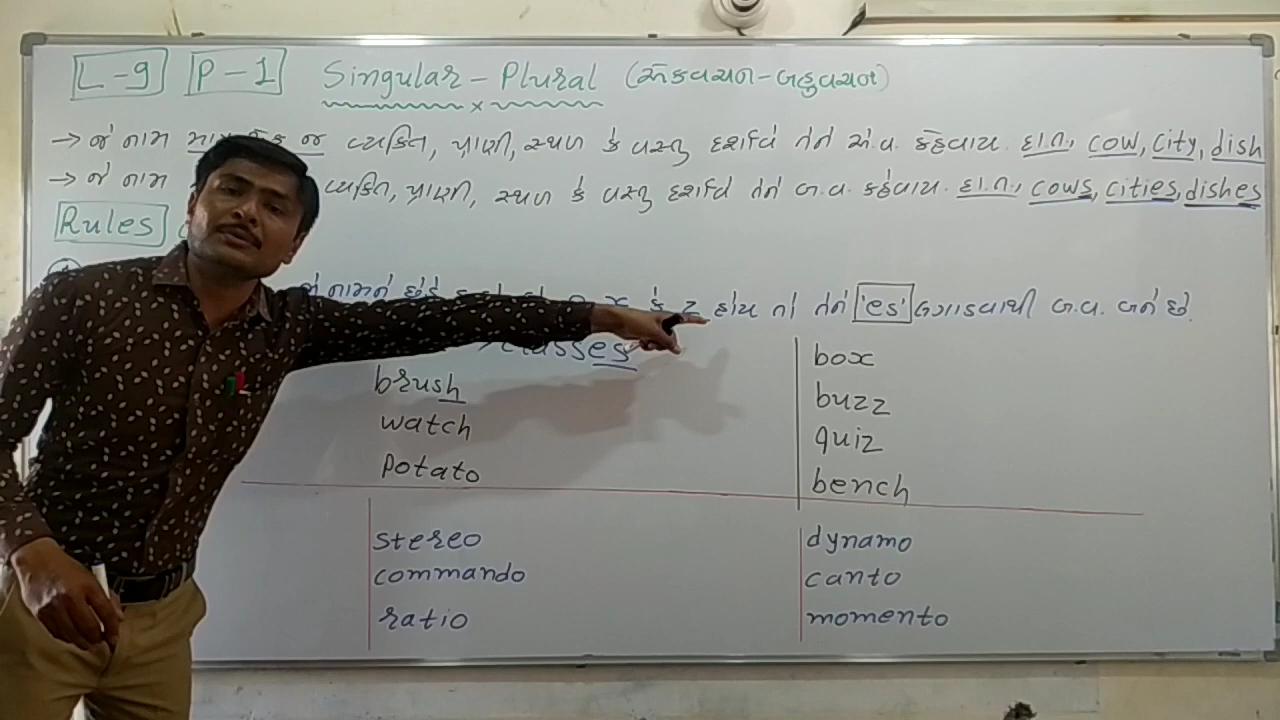 L-9 P-1 Singular - Plural (એકવચન - બહુવચન)
→ જે નામ માત્ર એક જ વ્યક્તિ, પ્રાણી, સ્થળ કે વસ્તુ દર્શાવે તેને એ.વ. કહેવાય. દા.ત., cow, city, dish
→ જે નામ વ્યક્તિ, પ્રાણી, સ્થળ કે વસ્તુ દર્શાવે તેને બ.વ. કહેવાય. દા.ત., cows, cities, dishes
Rules
જે નામને છેડે x કે z હોય તો તેને 'es' લગાડવાથી બ.વ. બને છે.
classes
brush
watch
potato
box
buzz
quiz
bench
stereo
commando
ratio
dynamo
canto
momento